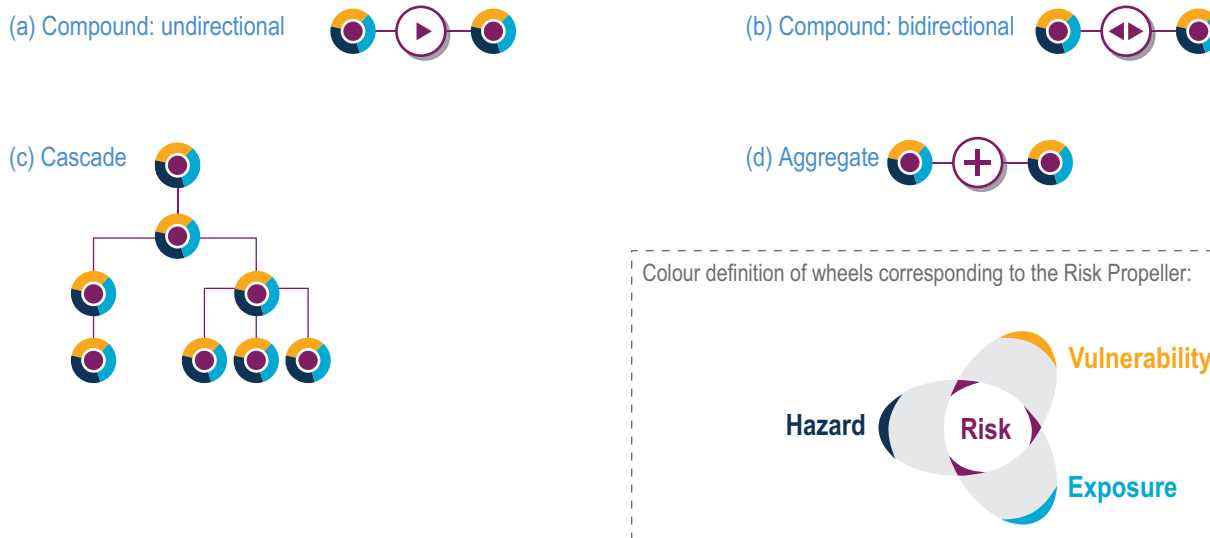 (a) Compound: undirectional
(b) Compound: bidirectional
(c) Cascade
(d) Aggregate
Colour definition of wheels corresponding to the Risk Propeller:
Vulnerability
Hazard
Risk
Exposure